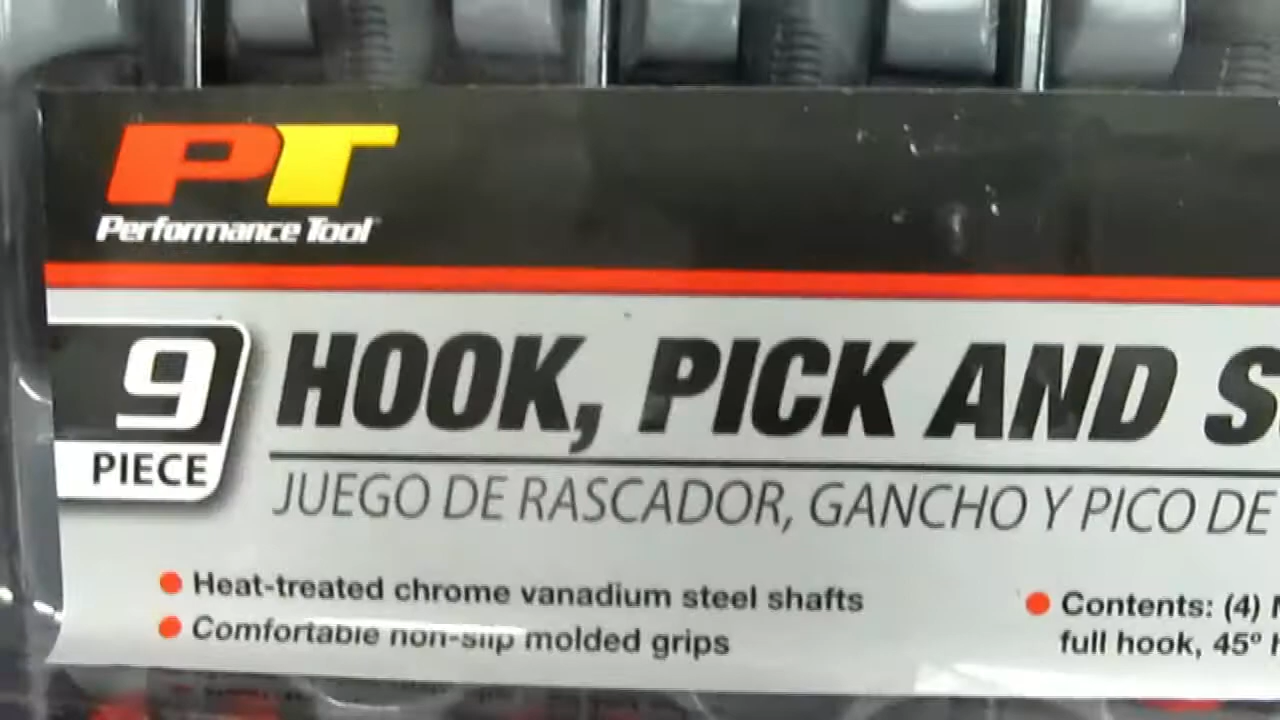 PT
Performance Tool
9
PIECE
HOOK, PICK AND
JUEGO DE RASCADOR, GANCHO Y PICO DE
Heat-treated chrome vanadium steel shafts
Comfortable non-slip molded grips
Contents: (4)
full hook, 45º